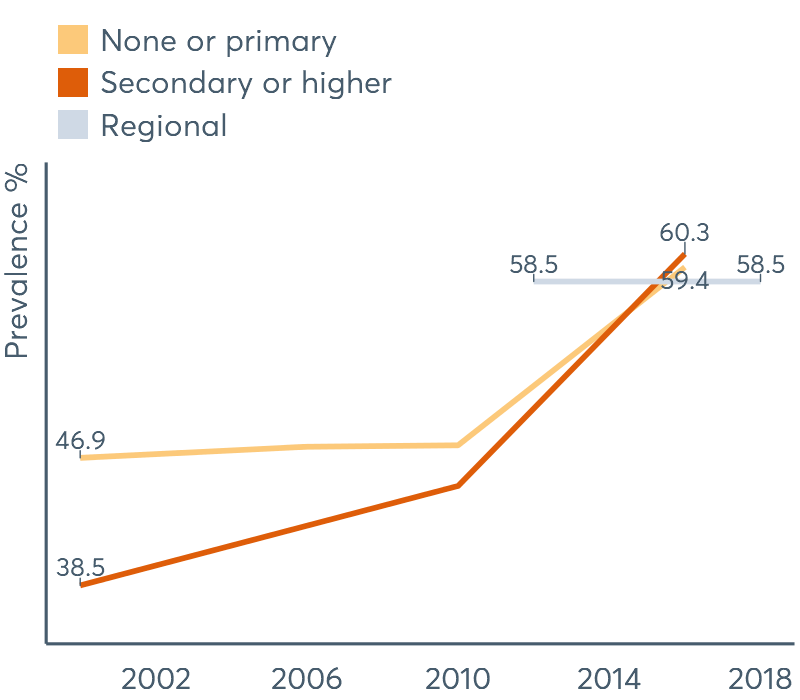 None or primary
Secondary or higher
Regional
Prevalence %
60.3
58.5
58.5
59.4
46.9
38.5
2002
2006
2010
2014
2018